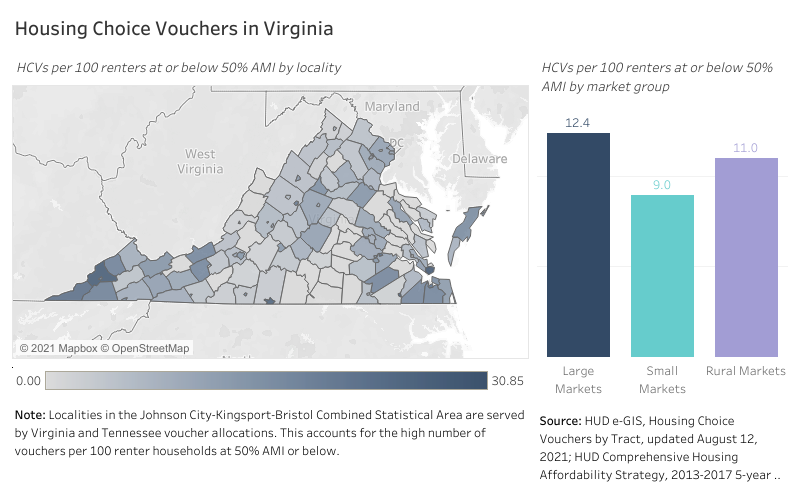 Housing Choice Vouchers in Virginia
HCVs per 100 renters at or below 50% AMI by locality
Maryland
DC
West
Virginia
Delaware
© 2021 Mapbox © OpenStreetMap
0.00
30.85
Note: Localities in the Johnson City-Kingsport-Bristol Combined Statistical Area are served
by Virginia and Tennessee voucher allocations. This accounts for the high number of
vouchers per 100 renter households at 50% AMI or below.
HCVs per 100 renters at or below 50%
AMI by market group
12.4
9.0
11.0
Large
Markets
Small
Markets
Rural Markets
Source: HUD e-GIS, Housing Choice
Vouchers by Tract, updated August 12,
2021; HUD Comprehensive Housing
Affordability Strategy, 2013-2017 5-year ..